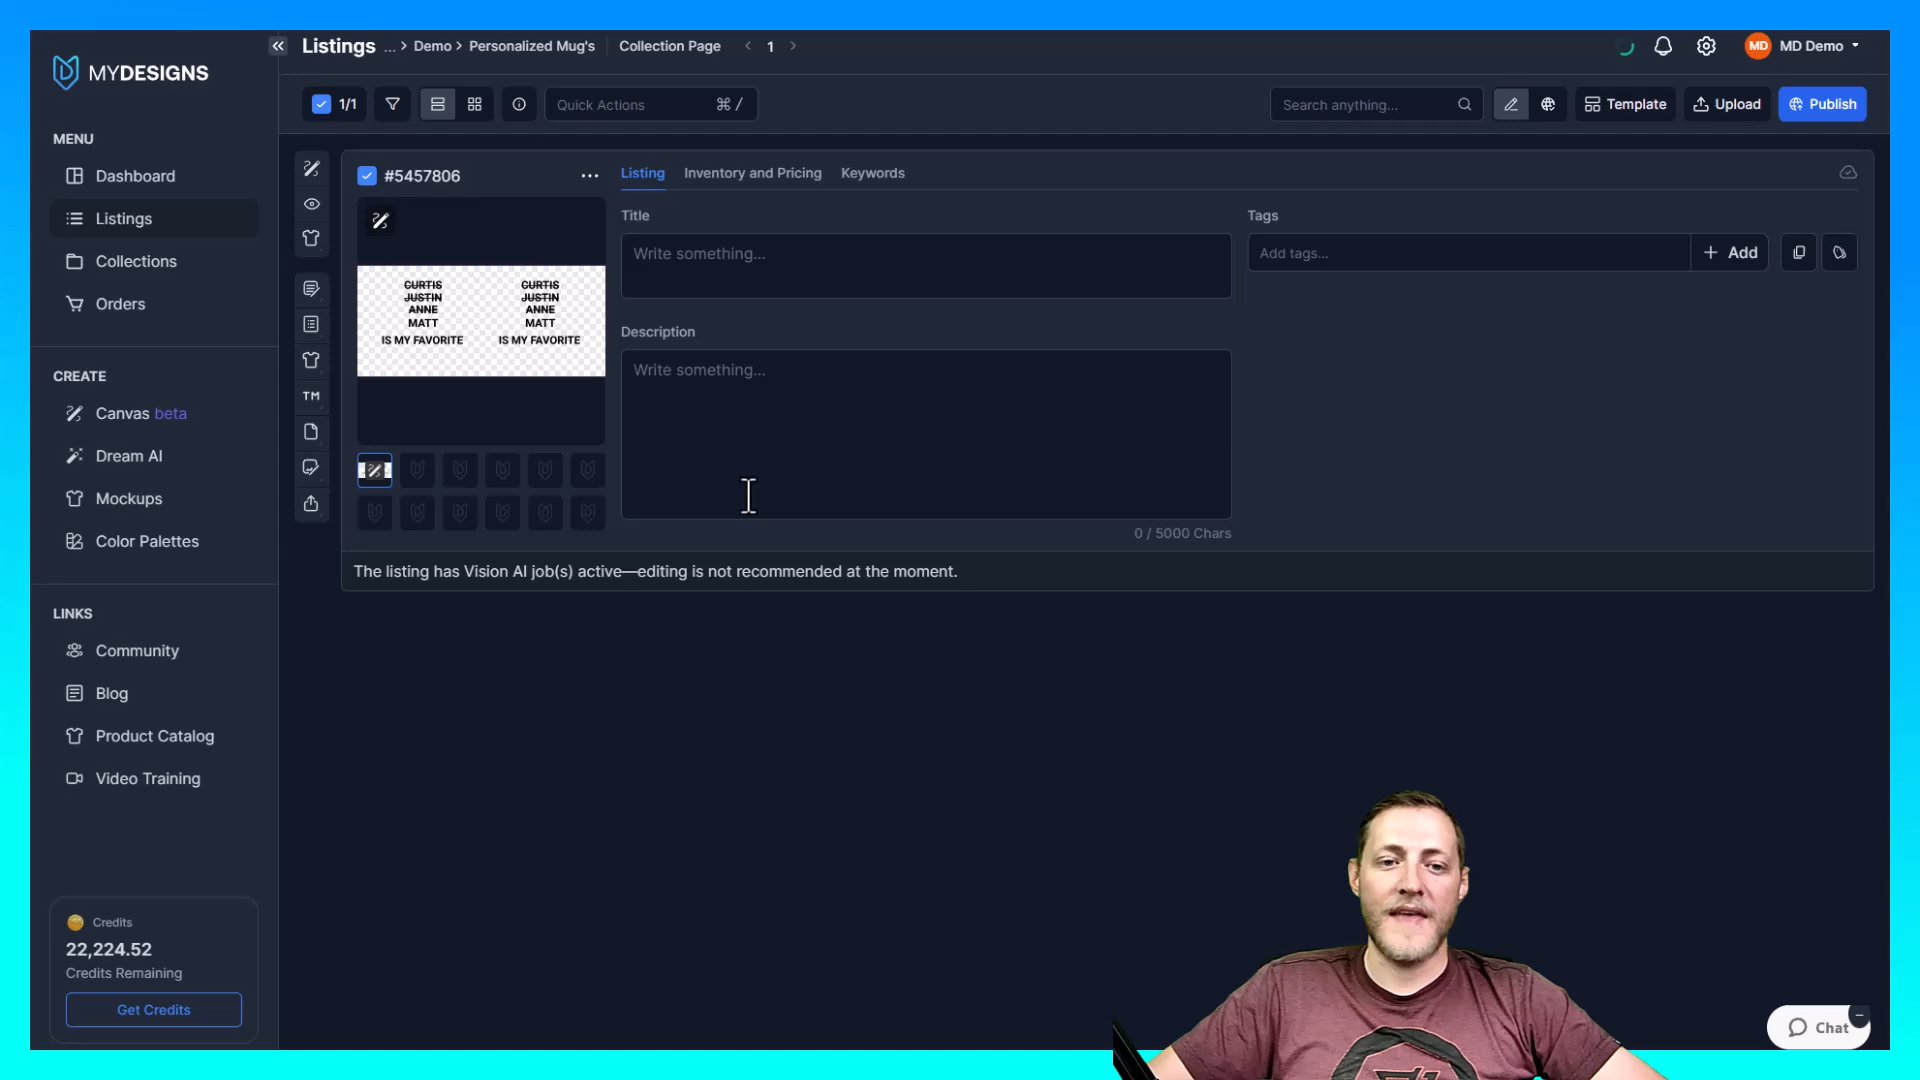 MYDESIGNS
MENU
Dashboard
Listings
Collections
Orders
CREATE
Canvas beta
Dream AI
Mockups
Color Palettes
LINKS
Community
Blog
Product Catalog
Video Training
Credits
22,224.52
Credits Remaining
Get Credits
Listings ... > Demo > Personalized Mug's Collection Page < 1 >
MD MD Demo
1/1 Quick Actions ⌘ / Search anything... Template Upload Publish
#5457806 ...
TM
CURTIS CURTIS
JUSTIN JUSTIN
ANNE ANNE
MATT MATT
IS MY FAVORITE IS MY FAVORITE
Listing Inventory and Pricing Keywords
Title
Write something...
Description
Write something...
0 / 5000 Chars
Tags
Add tags... + Add
The listing has Vision AI job(s) active—editing is not recommended at the moment.
Chat